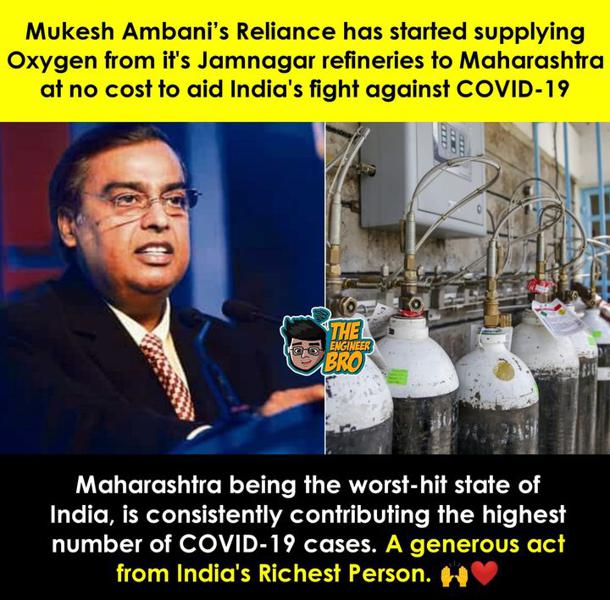 Mukesh Ambani's Reliance has started supplying
Oxygen from it's Jamnagar refineries to Maharashtra
at no cost to aid India's fight against COVID-19
THE
ENGINEER
BRO
Maharashtra being the worst-hit state of
India, is consistently contributing the highest
number of COVID-19 cases. A generous act
from India's Richest Person. 🙌❤️